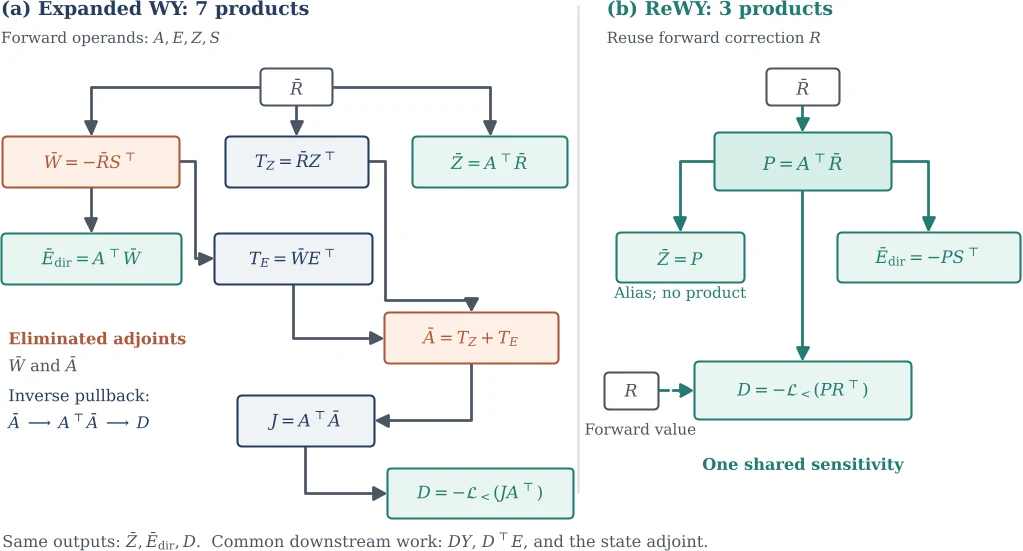 (a) Expanded WY: 7 products
Forward operands: A, E, Z, S
R̄
W̄ = −R̄S⊤
T_Z = R̄Z⊤
Z̄ = A⊤R̄
Ē_dir = A⊤W̄
T_E = W̄E⊤
Ā = T_Z + T_E
Eliminated adjoints
W̄ and Ā
Inverse pullback:
Ā → A⊤Ā → D
J = A⊤Ā
D = −ℒ_<(JA⊤)
(b) ReWY: 3 products
Reuse forward correction R
R̄
P = A⊤R̄
Z̄ = P
Alias; no product
Ē_dir = −PS⊤
R
Forward value
D = −ℒ_<(PR⊤)
One shared sensitivity
Same outputs: Z̄, Ē_dir, D. Common downstream work: DY, D⊤E, and the state adjoint.